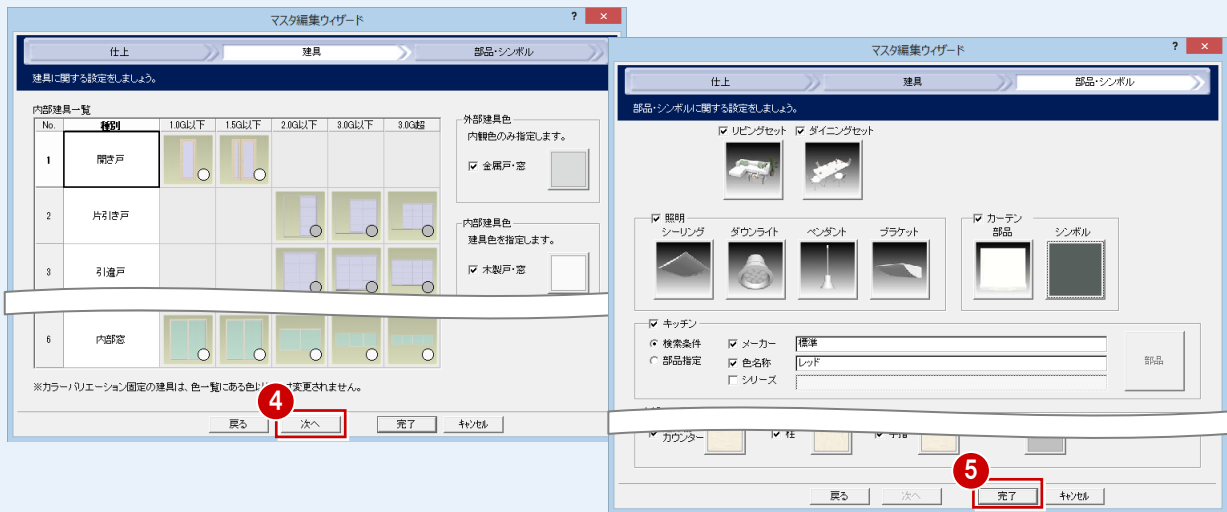 マスタ編集ウィザード
? ×
仕上
建具
部品・シンボル
建具に関する設定をしましょう。
内部建具一覧
No. 種別 1.0G以下 1.5G以下 2.0G以下 3.0G以下 3.0G超
1 開き戸
2 片引き戸
3 引違戸
6 内部窓
外部建具色
内観色のみ指定します。
金属戸・窓
内部建具色
建具色を指定します。
木製戸・窓
※カラーバリエーション固定の建具は、色一覧にある色
変更されません。
4
戻る 次へ 完了 キャンセル
マスタ編集ウィザード
? ×
仕上
建具
部品・シンボル
部品・シンボルに関する設定をしましょう。
リビングセット ダイニングセット
照明
シーリング ダウンライト ペンダント ブラケット
カーテン
部品 シンボル
キッチン
検索条件 メーカー 標準
部品指定 色名称 レッド
シリーズ
部品
カウンター 柱
5
戻る 次へ 完了 キャンセル